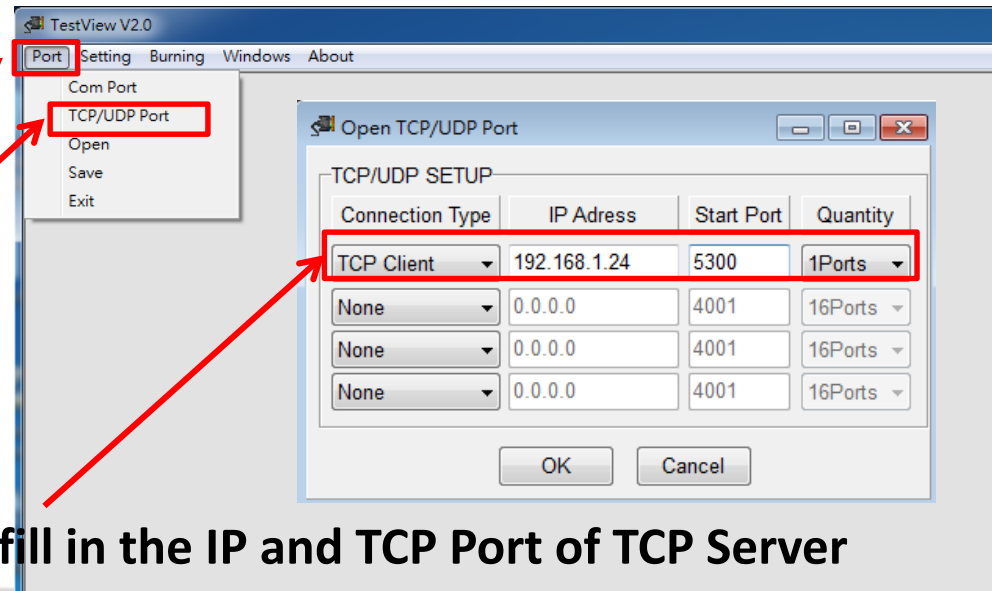 TestView V2.0
Port Setting Burning Windows About
Com Port
TCP/UDP Port
Open
Save
Exit
Open TCP/UDP Port
TCP/UDP SETUP
Connection Type IP Adress Start Port Quantity
TCP Client 192.168.1.24 5300 1Ports
None 0.0.0.0 4001 16Ports
None 0.0.0.0 4001 16Ports
None 0.0.0.0 4001 16Ports
OK Cancel
fill in the IP and TCP Port of TCP Server